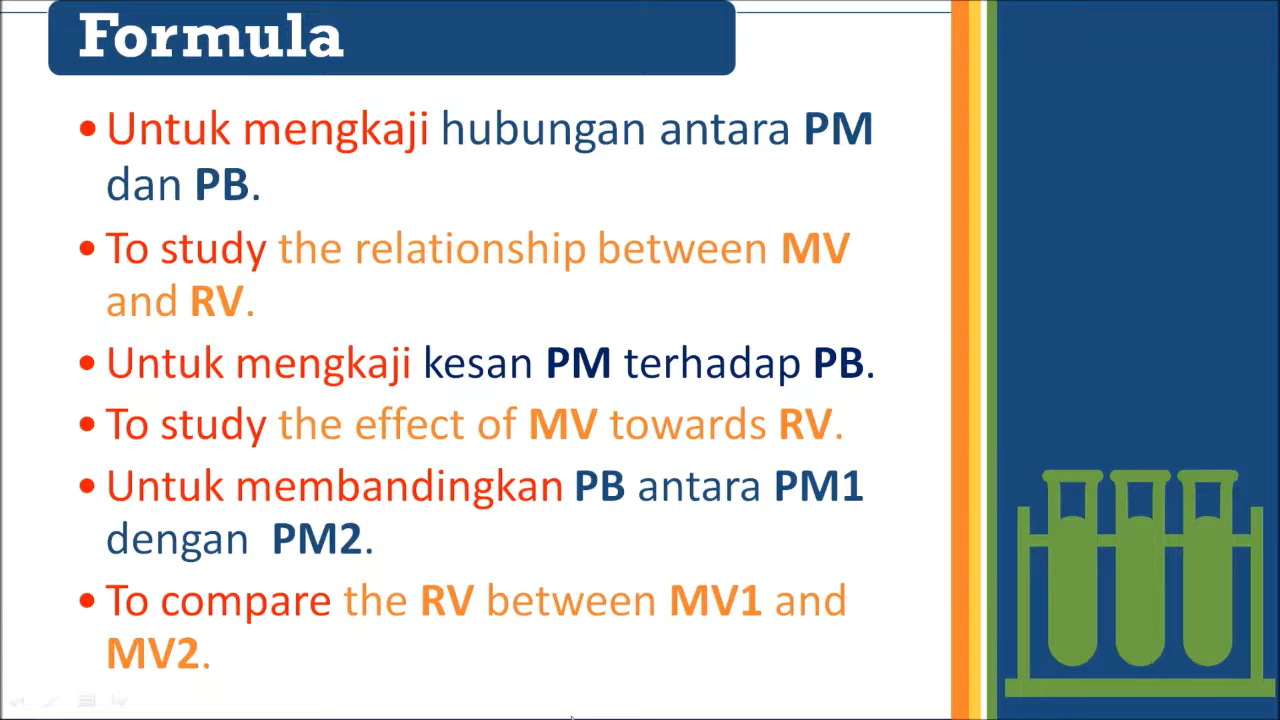 Formula
•Untuk mengkaji hubungan antara PM
dan PB.
•To study the relationship between MV
and RV.
•Untuk mengkaji kesan PM terhadap PB.
•To study the effect of MV towards RV.
•Untuk membandingkan PB antara PM1
dengan PM2.
•To compare the RV between MV1 and
MV2.